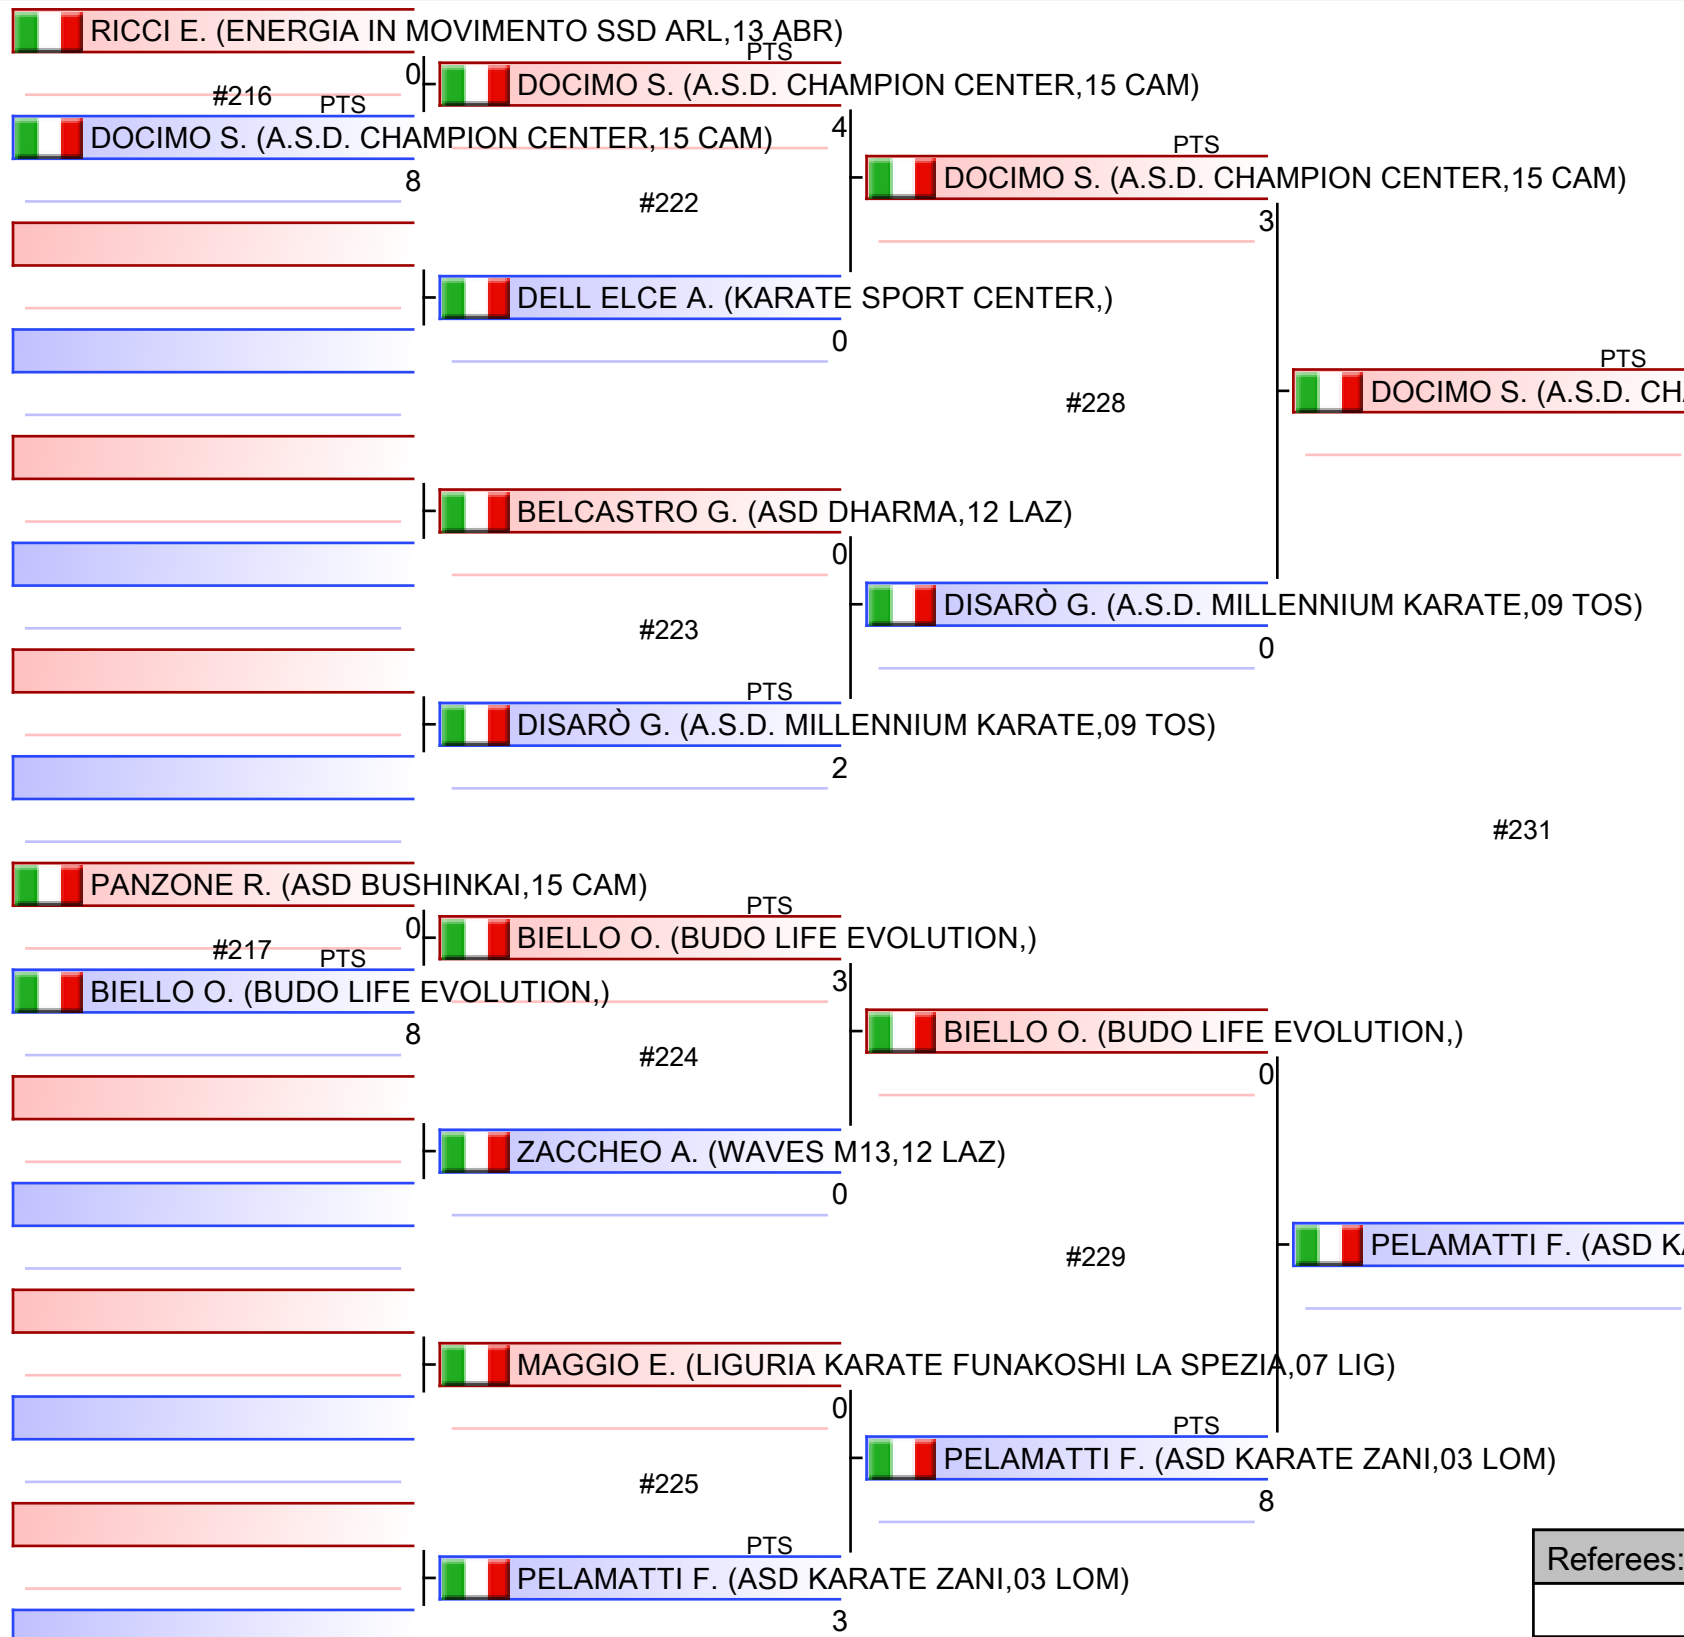 RICCI E. (ENERGIA IN MOVIMENTO SSD ARL,13 ABR)
0
#216
PTS
DOCIMO S. (A.S.D. CHAMPION CENTER,15 CAM)
8
PTS
DOCIMO S. (A.S.D. CHAMPION CENTER,15 CAM)
4
#222
DELL ELCE A. (KARATE SPORT CENTER,)
0
PTS
DOCIMO S. (A.S.D. CHAMPION CENTER,15 CAM)
3
#228
BELCASTRO G. (ASD DHARMA,12 LAZ)
0
#223
PTS
DISARÒ G. (A.S.D. MILLENNIUM KARATE,09 TOS)
2
DISARÒ G. (A.S.D. MILLENNIUM KARATE,09 TOS)
0
PTS
DOCIMO S. (A.S.D. CHA
#231
PANZONE R. (ASD BUSHINKAI,15 CAM)
0
#217
PTS
BIELLO O. (BUDO LIFE EVOLUTION,)
8
PTS
BIELLO O. (BUDO LIFE EVOLUTION,)
3
#224
ZACCHEO A. (WAVES M13,12 LAZ)
0
BIELLO O. (BUDO LIFE EVOLUTION,)
0
#229
MAGGIO E. (LIGURIA KARATE FUNAKOSHI LA SPEZIA,07 LIG)
0
#225
PTS
PELAMATTI F. (ASD KARATE ZANI,03 LOM)
3
PTS
PELAMATTI F. (ASD KARATE ZANI,03 LOM)
8
PELAMATTI F. (ASD KA
Referees: